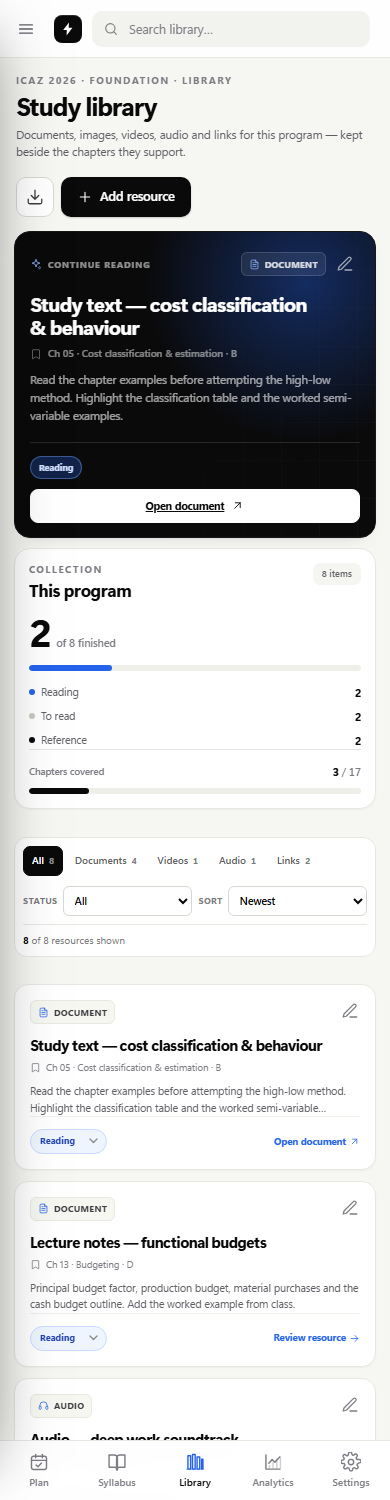 Search library...
ICAZ 2026 · FOUNDATION · LIBRARY
Study library
Documents, images, videos, audio and links for this program — kept
beside the chapters they support.
Add resource
CONTINUE READING
DOCUMENT
Study text — cost classification
& behaviour
Ch 05 · Cost classification & estimation · B
Read the chapter examples before attempting the high-low
method. Highlight the classification table and the worked semi-
variable examples.
Reading
Open document
COLLECTION
8 items
This program
2 of 8 finished
Reading 2
To read 2
Reference 2
Chapters covered 3 / 17
All 8 Documents 4 Videos 1 Audio 1 Links 2
STATUS All SORT Newest
8 of 8 resources shown
DOCUMENT
Study text — cost classification & behaviour
Ch 05 · Cost classification & estimation · B
Read the chapter examples before attempting the high-low method.
Highlight the classification table and the worked semi-variable...
Reading Open document
DOCUMENT
Lecture notes — functional budgets
Ch 13 · Budgeting · D
Principal budget factor, production budget, material purchases and the
cash budget outline. Add the worked example from class.
Reading Review resource
AUDIO
Audio — deep work soundtrack
Plan Syllabus Library Analytics Settings